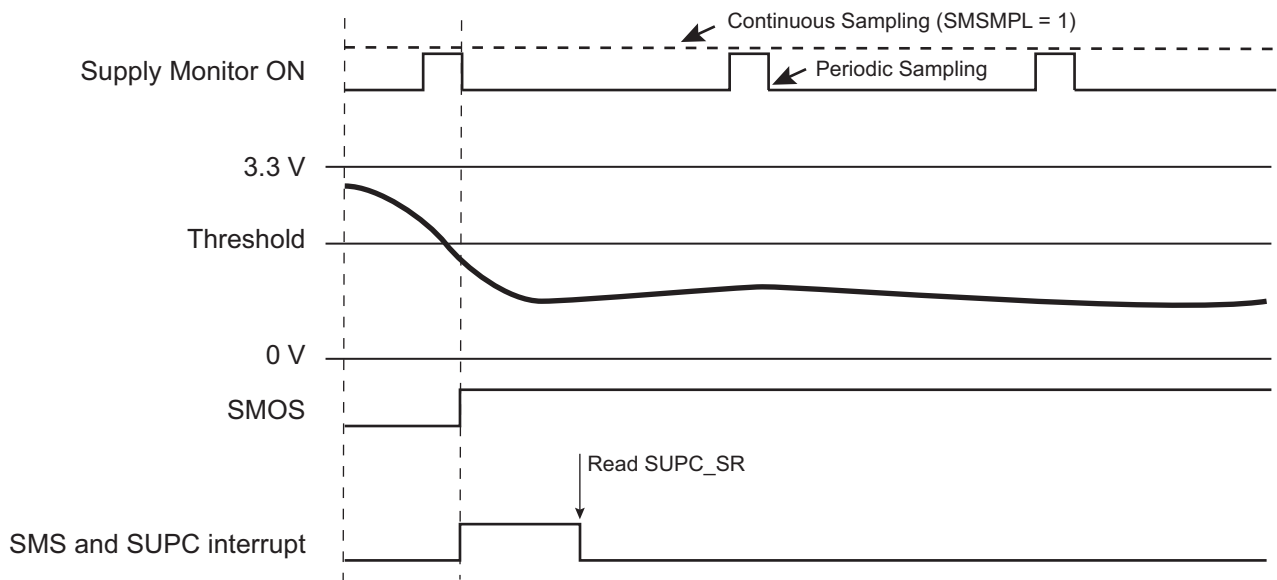 Continuous Sampling (SMSMPL = 1)
Supply Monitor ON
Periodic Sampling
3.3 V
Threshold
0 V
SMOS
Read SUPC_SR
SMS and SUPC interrupt